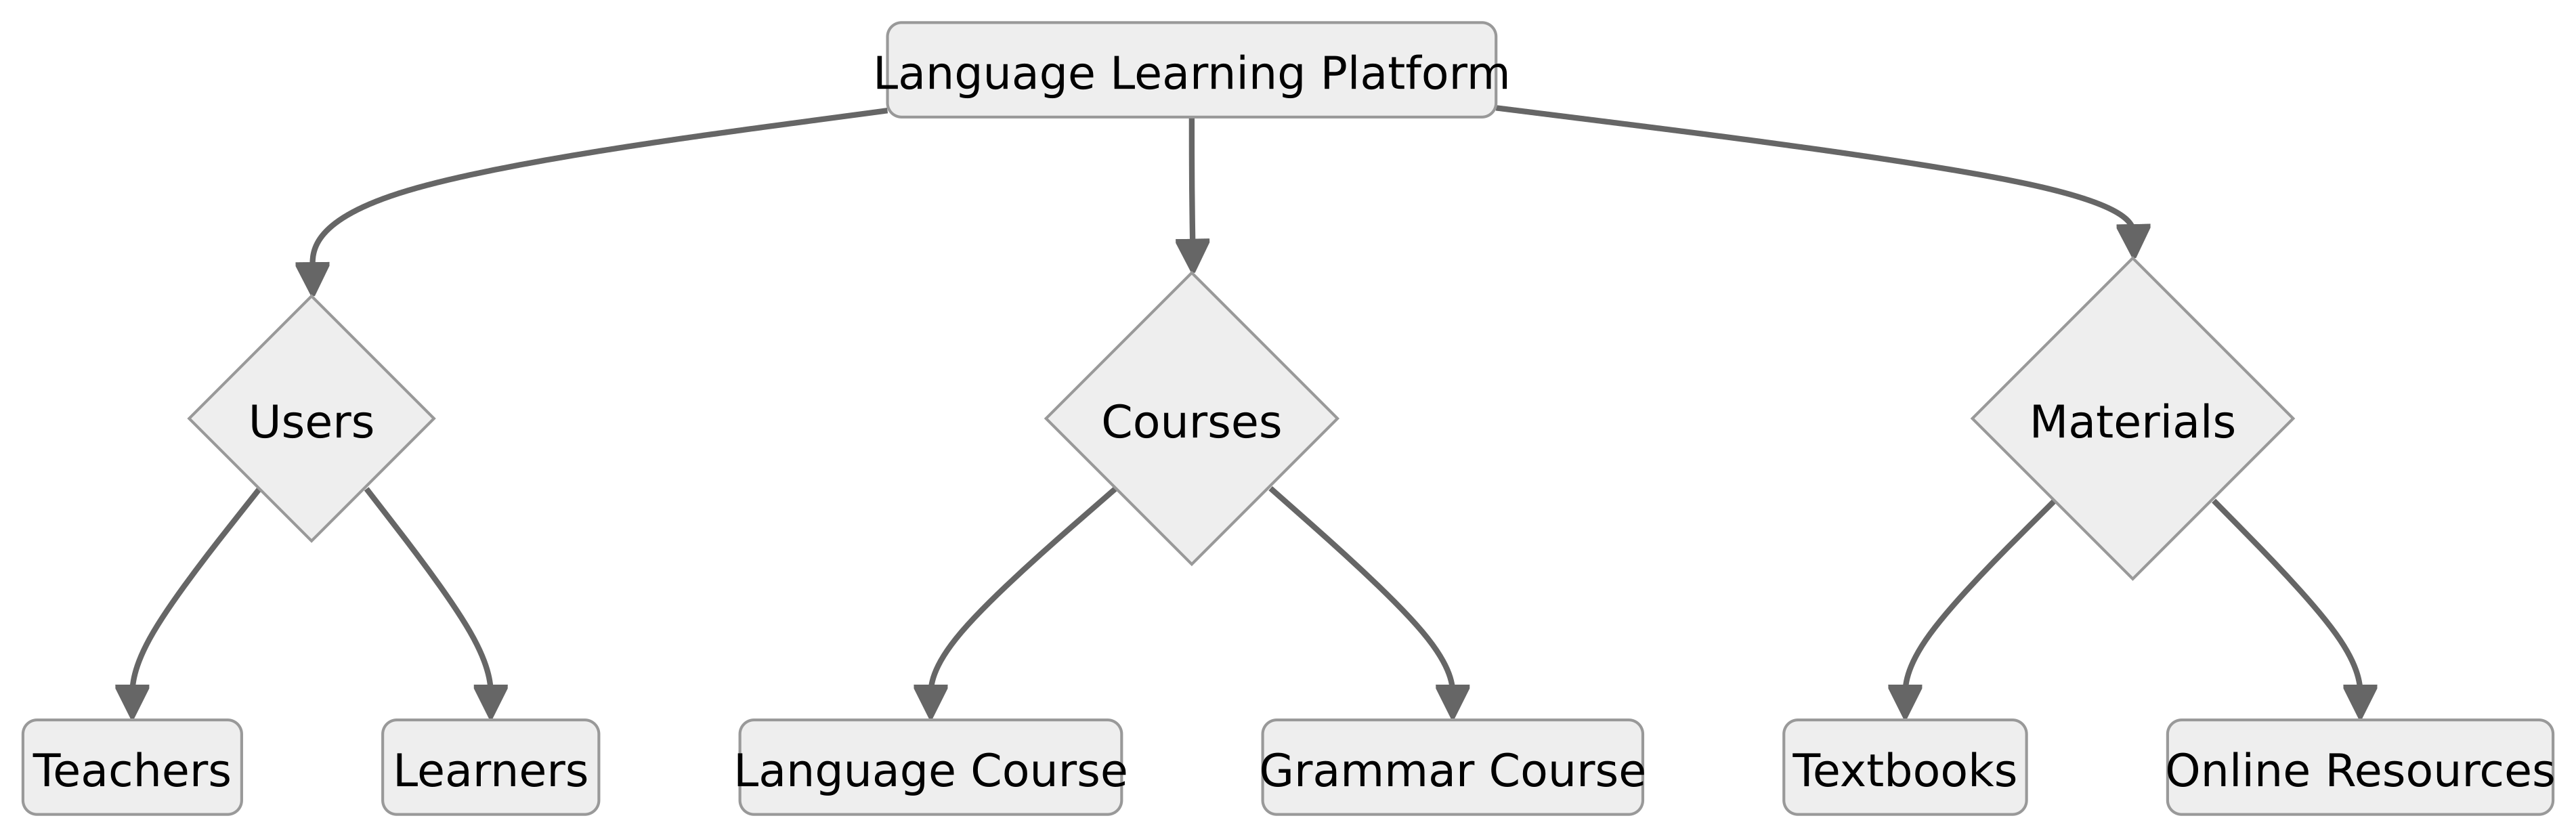 Language Learning Platform
Users
Courses
Materials
Teachers
Learners
Language Course
Grammar Course
Textbooks
Online Resources